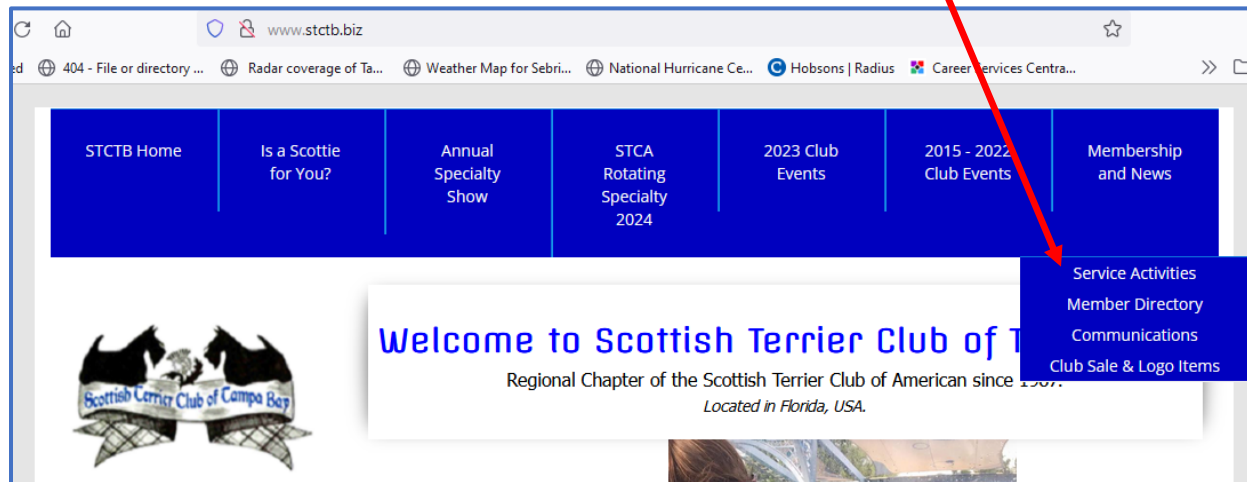 www.stctb.biz
ed 404 - File or directory ... Radar coverage of Ta... Weather Map for Sebri... National Hurricane Ce... C Hobsons | Radius Career Services Centra...
STCTB Home
Is a Scottie
for You?
Annual
Specialty
Show
STCA
Rotating
Specialty
2024
2023 Club
Events
2015 - 2022
Club Events
Membership
and News
Service Activities
Member Directory
Communications
Club Sale & Logo Items
Welcome to Scottish Terrier Club of
Regional Chapter of the Scottish Terrier Club of American since
Located in Florida, USA.
Scottish Terrier Club of Tampa Bay